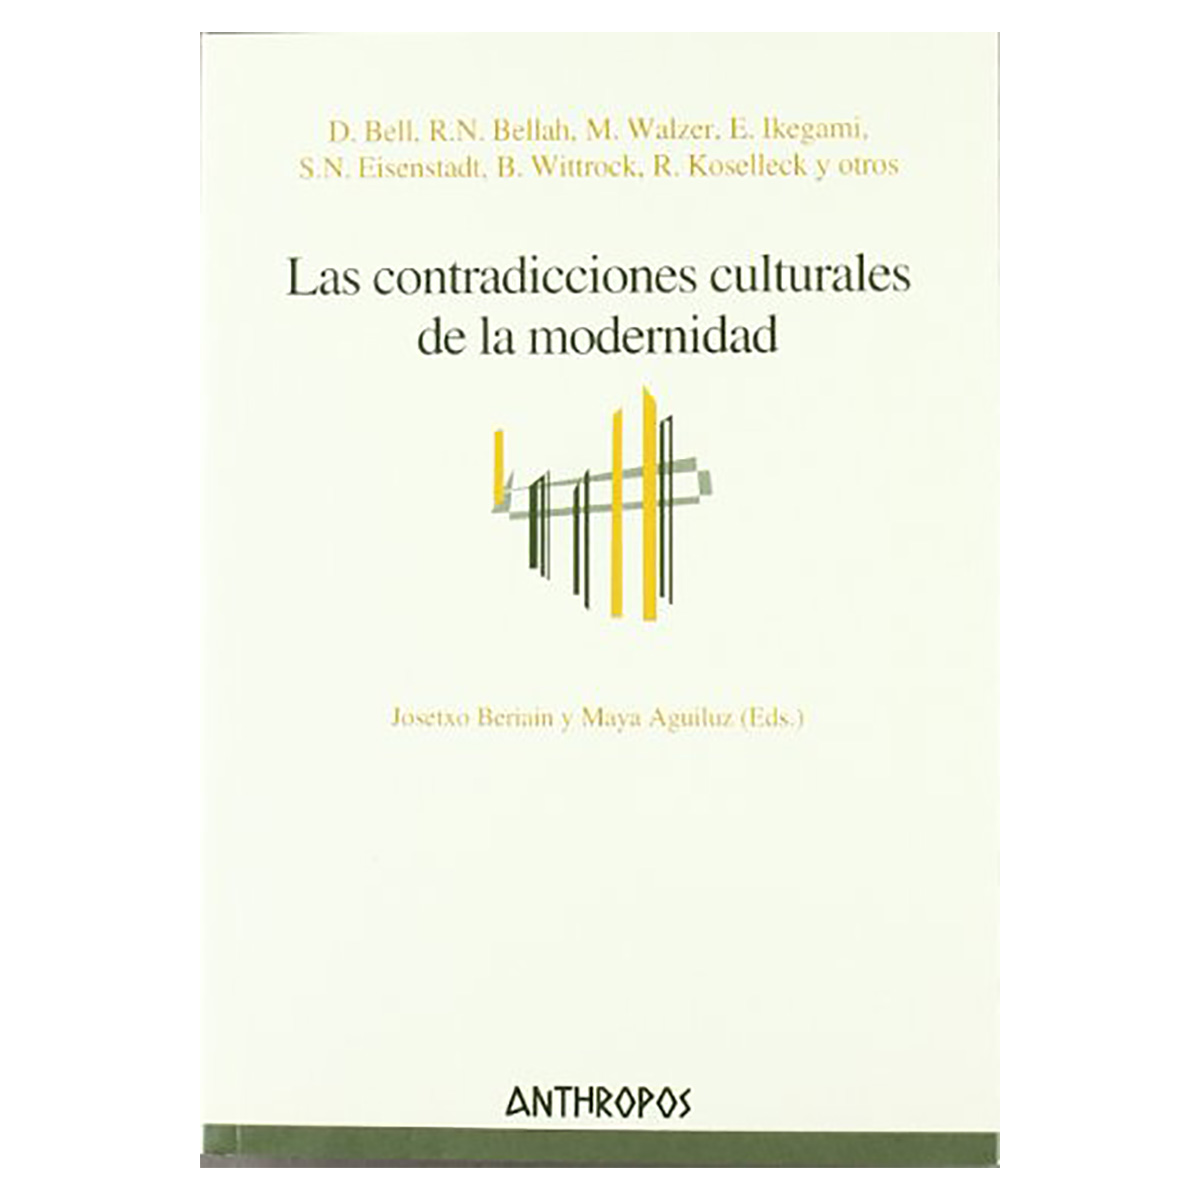 D. Bell, R.N. Bellah, M. Walzer, E. Ikegami,
S.N. Eisenstadt, B. Wittrock, R. Koselleck y otros
Las contradicciones culturales
de la modernidad
Josetxo Beriain y Maya Aguiluz (Eds.)
ANTHROPOS